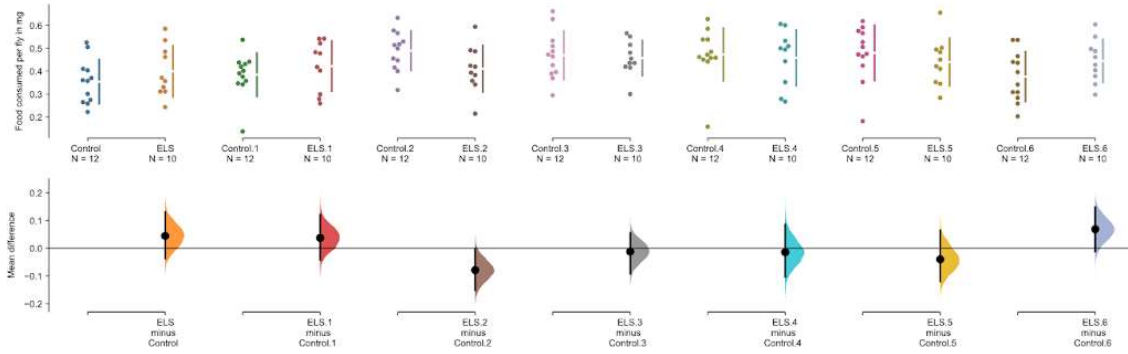 Food consumed per fly in mg
0.6
0.5
0.4
0.3
0.2
Control ELS Control.1 ELS.1 Control.2 ELS.2 Control.3 ELS.3 Control.4 ELS.4 Control.5 ELS.5 Control.6 ELS.6
N = 12 N = 10 N = 12 N = 10 N = 12 N = 10 N = 12 N = 10 N = 12 N = 10 N = 12 N = 10 N = 12 N = 10
Mean difference
0.2
0.1
0.0
−0.1
−0.2
ELS ELS.1 ELS.2 ELS.3 ELS.4 ELS.5 ELS.6
minus minus minus minus minus minus minus
Control Control.1 Control.2 Control.3 Control.4 Control.5 Control.6